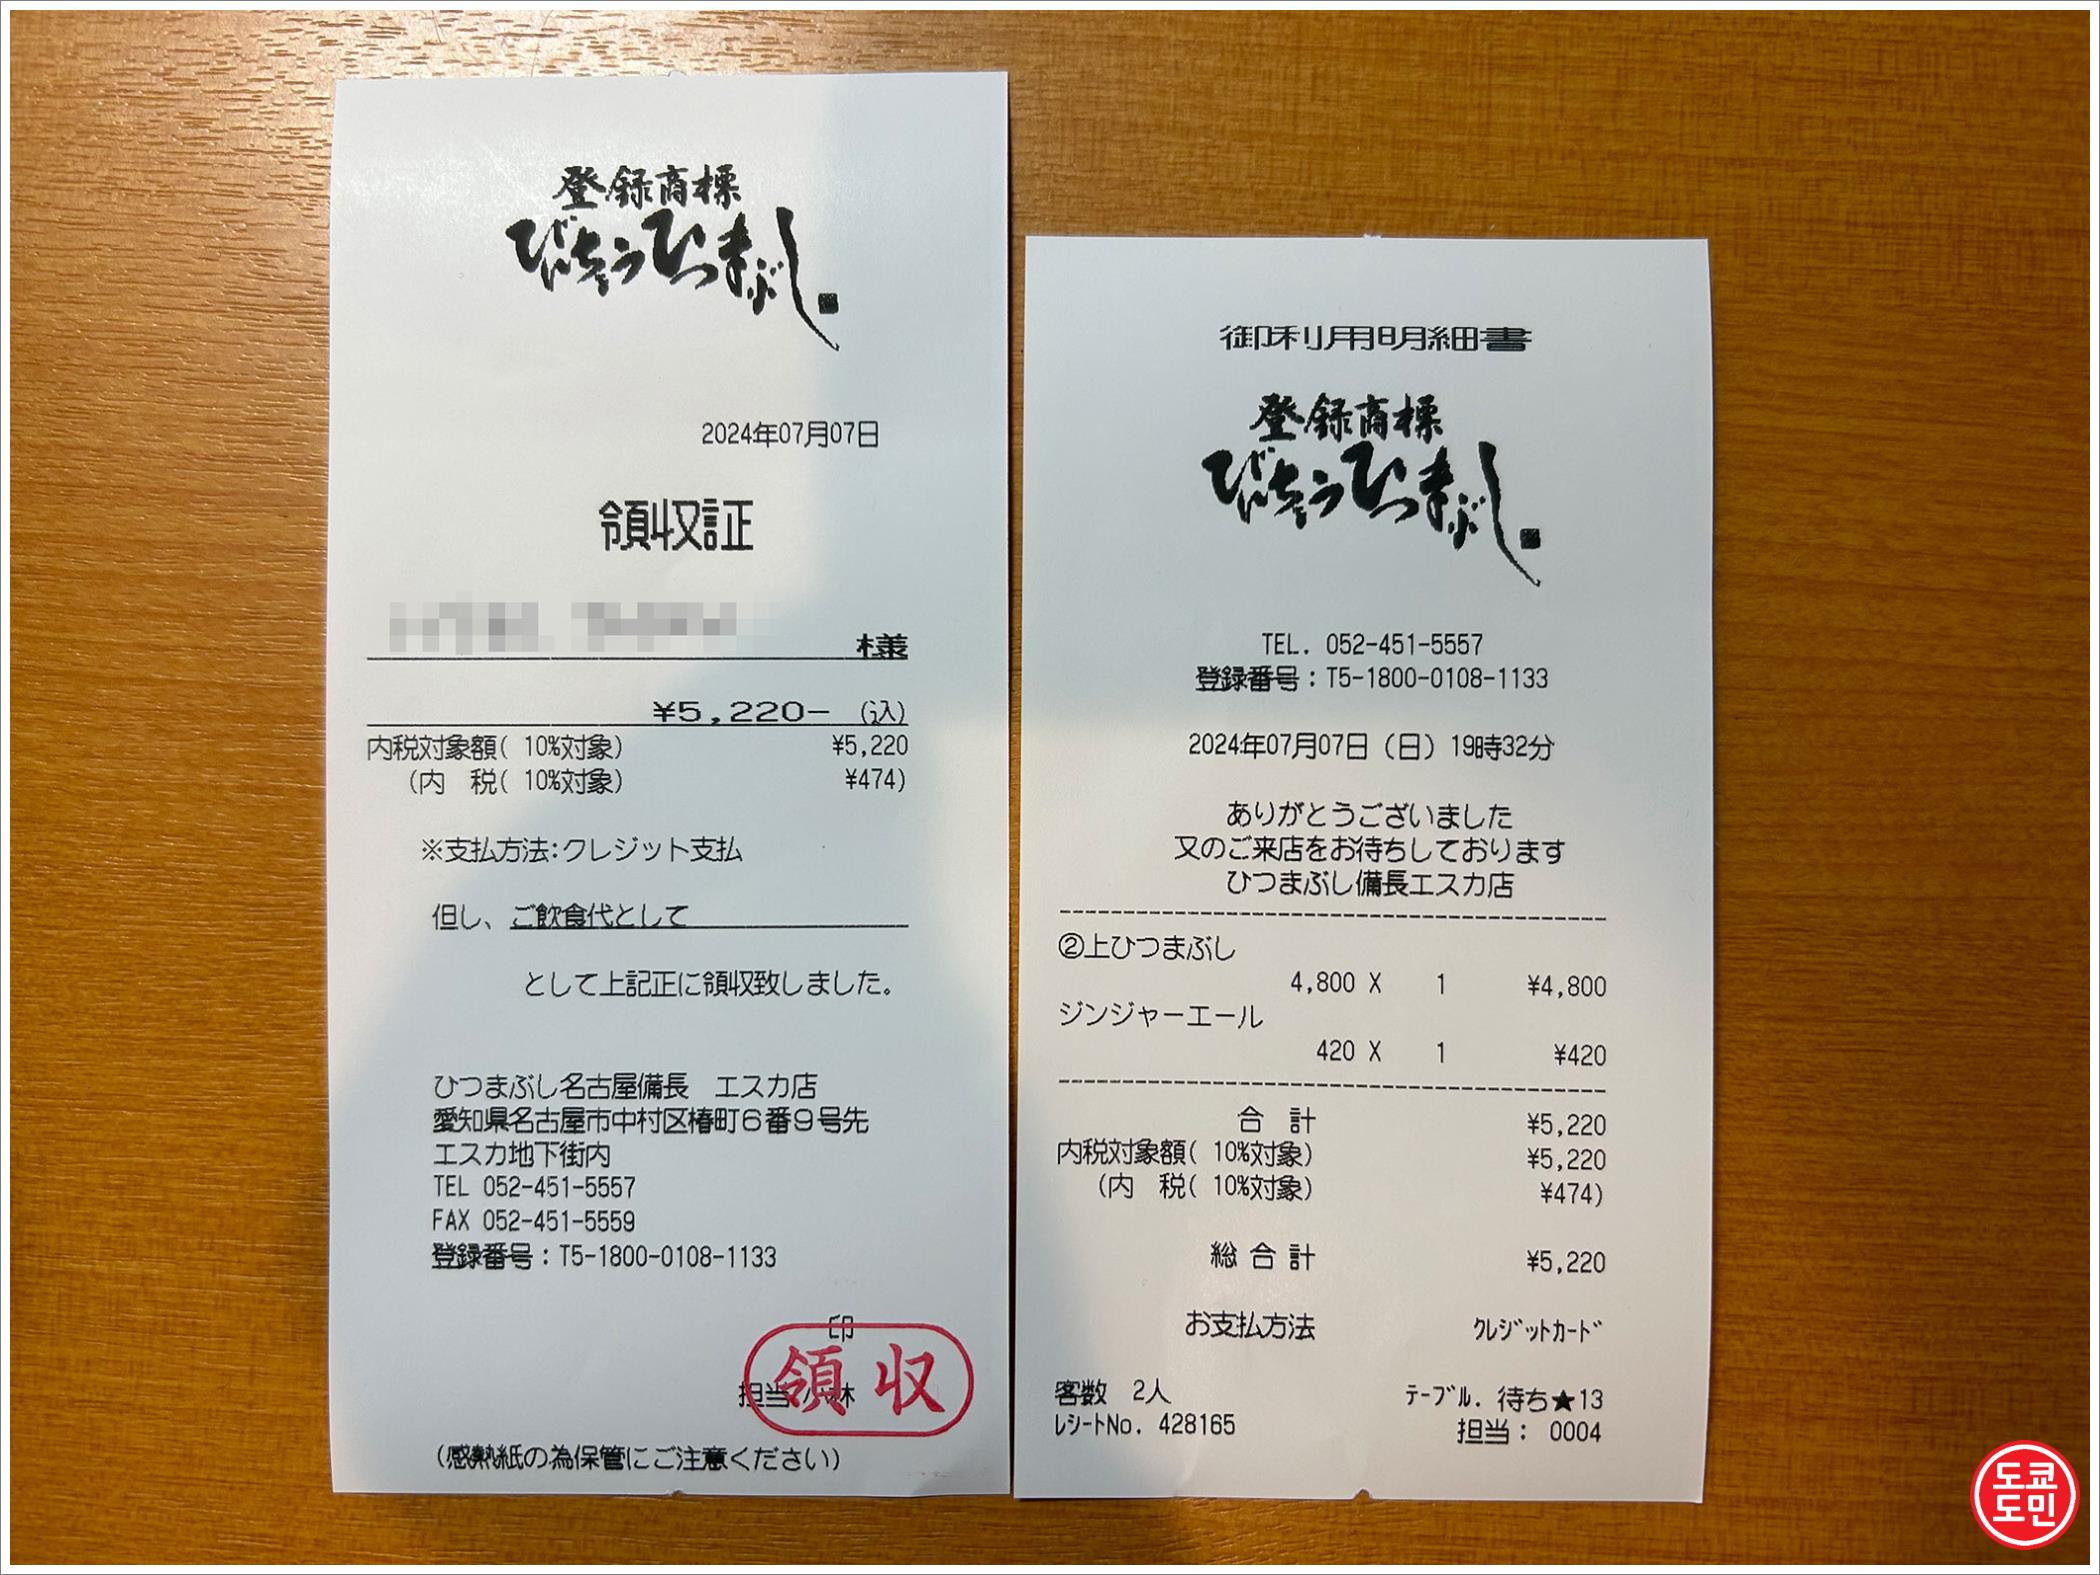 登録商標
びんちょうひつまぶし
2024年07月07日
領収証
様
¥5,220- (込)
内税対象額( 10%対象) ¥5,220
(内 税( 10%対象) ¥474)
※支払方法:クレジット支払
但し、ご飲食代として
として上記正に領収致しました。
ひつまぶし名古屋備長 エスカ店
愛知県名古屋市中村区椿町6番9号先
エスカ地下街内
TEL 052-451-5557
FAX 052-451-5559
登録番号:T5-1800-0108-1133
印
領収
担当 小林
(感熱紙の為保管にご注意ください)
御利用明細書
登録商標
びんちょうひつまぶし
TEL. 052-451-5557
登録番号:T5-1800-0108-1133
2024年07月07日(日)19時32分
ありがとうございました
又のご来店をお待ちしております
ひつまぶし備長エスカ店
②上ひつまぶし
4,800 X 1 ¥4,800
ジンジャーエール
420 X 1 ¥420
合 計 ¥5,220
内税対象額( 10%対象) ¥5,220
(内 税( 10%対象) ¥474)
総 合 計 ¥5,220
お支払方法 クレジットカード
客数 2人 テーブル. 待ち★13
レシートNo. 428165 担当: 0004
도쿄
도민